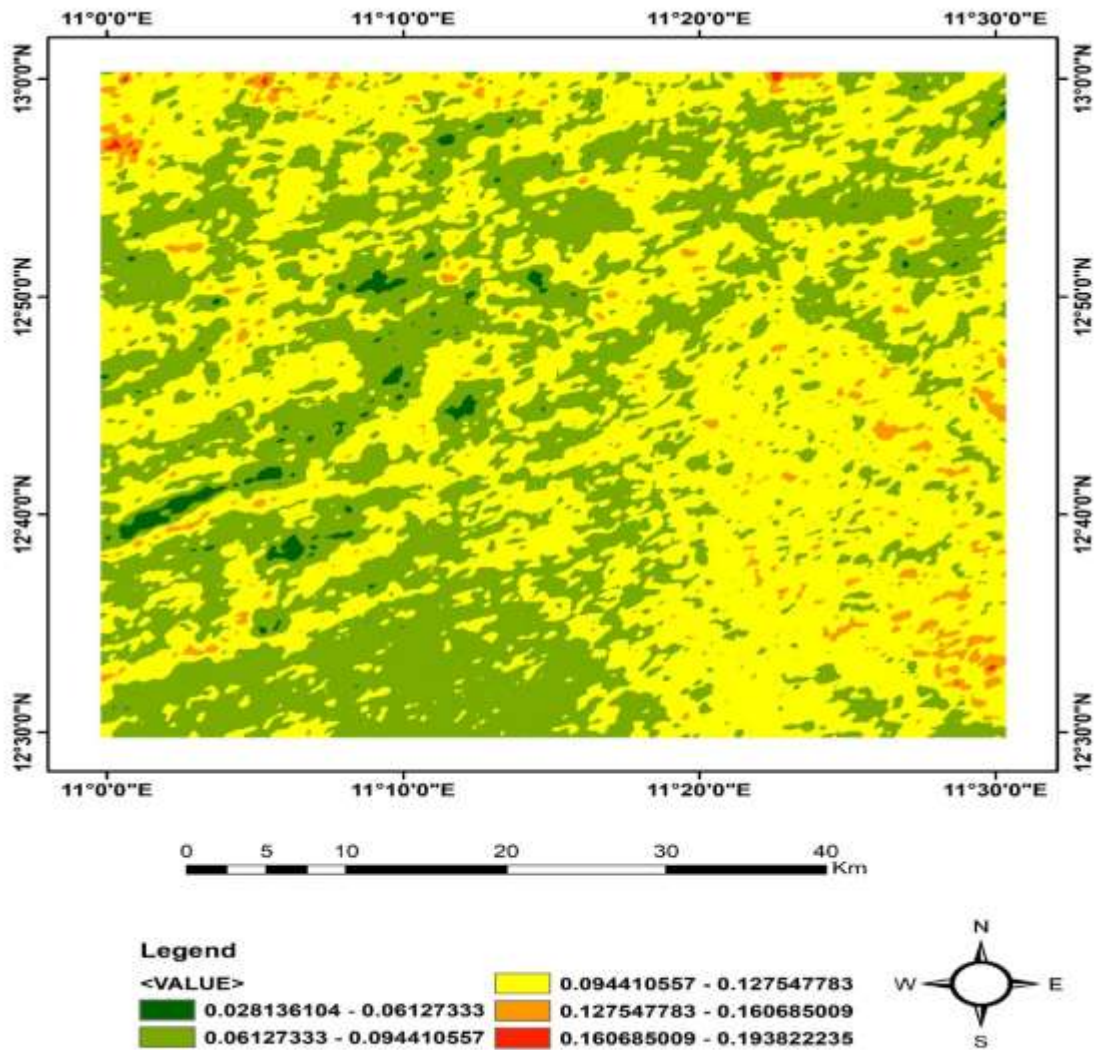 11°0'0"E 11°10'0"E 11°20'0"E 11°30'0"E
13°0'0"N 13°0'0"N
12°50'0"N 12°50'0"N
12°40'0"N 12°40'0"N
12°30'0"N 12°30'0"N
11°0'0"E 11°10'0"E 11°20'0"E 11°30'0"E
0 5 10 20 30 40
Km
N
W E
S
Legend
<VALUE>
0.028136104 - 0.06127333
0.06127333 - 0.094410557
0.094410557 - 0.127547783
0.127547783 - 0.160685009
0.160685009 - 0.193822235